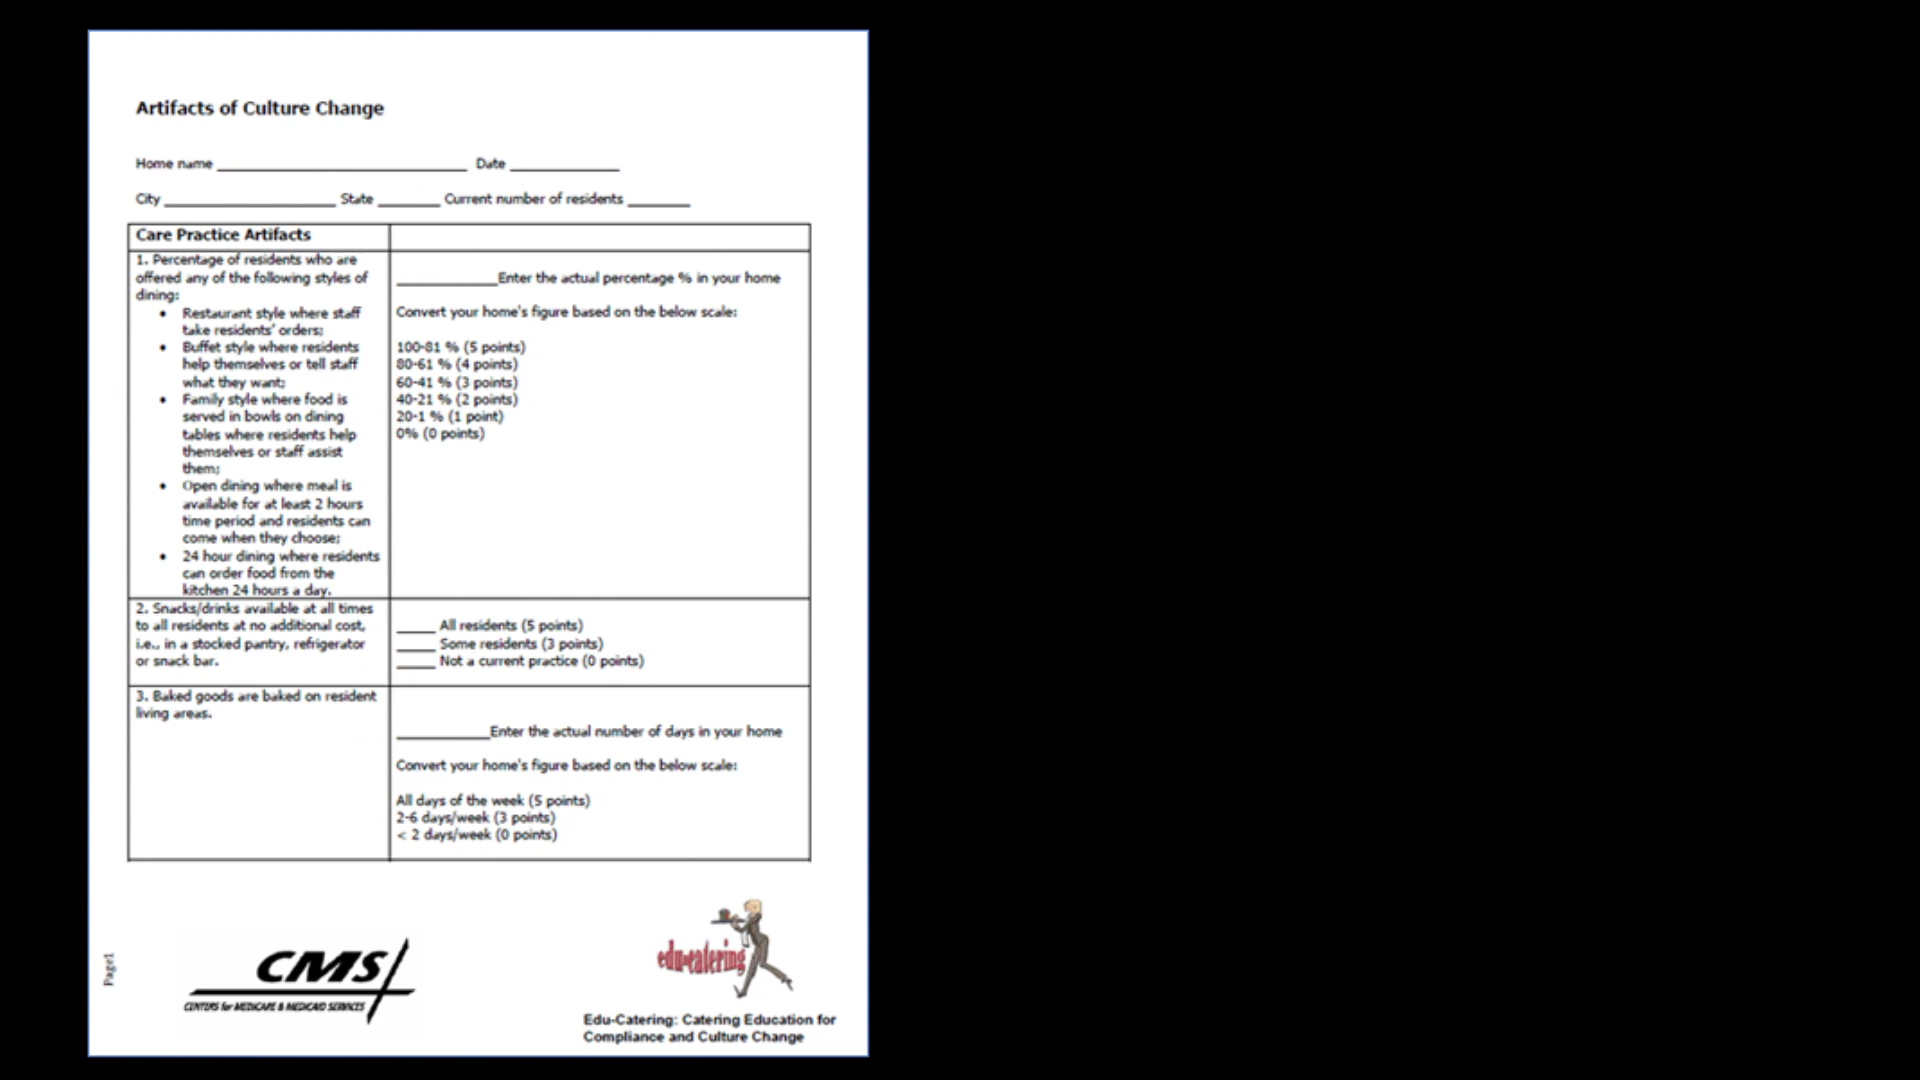 Artifacts of Culture Change
Home name ___________________________ Date ____________
City ___________________ State _______ Current number of residents _______
Care Practice Artifacts
1. Percentage of residents who are
offered any of the following styles of
dining:
• Restaurant style where staff
take residents' orders;
• Buffet style where residents
help themselves or tell staff
what they want;
• Family style where food is
served in bowls on dining
tables where residents help
themselves or staff assist
them;
• Open dining where meal is
available for at least 2 hours
time period and residents can
come when they choose;
• 24 hour dining where residents
can order food from the
kitchen 24 hours a day.
___________Enter the actual percentage % in your home
Convert your home's figure based on the below scale:
100-81 % (5 points)
80-61 % (4 points)
60-41 % (3 points)
40-21 % (2 points)
20-1 % (1 point)
0% (0 points)
2. Snacks/drinks available at all times
to all residents at no additional cost,
i.e., in a stocked pantry, refrigerator
or snack bar.
____ All residents (5 points)
____ Some residents (3 points)
____ Not a current practice (0 points)
3. Baked goods are baked on resident
living areas.
__________Enter the actual number of days in your home
Convert your home's figure based on the below scale:
All days of the week (5 points)
2-6 days/week (3 points)
< 2 days/week (0 points)
Page1
CMS
CENTERS for MEDICARE & MEDICAID SERVICES
edu-catering
Edu-Catering: Catering Education for
Compliance and Culture Change